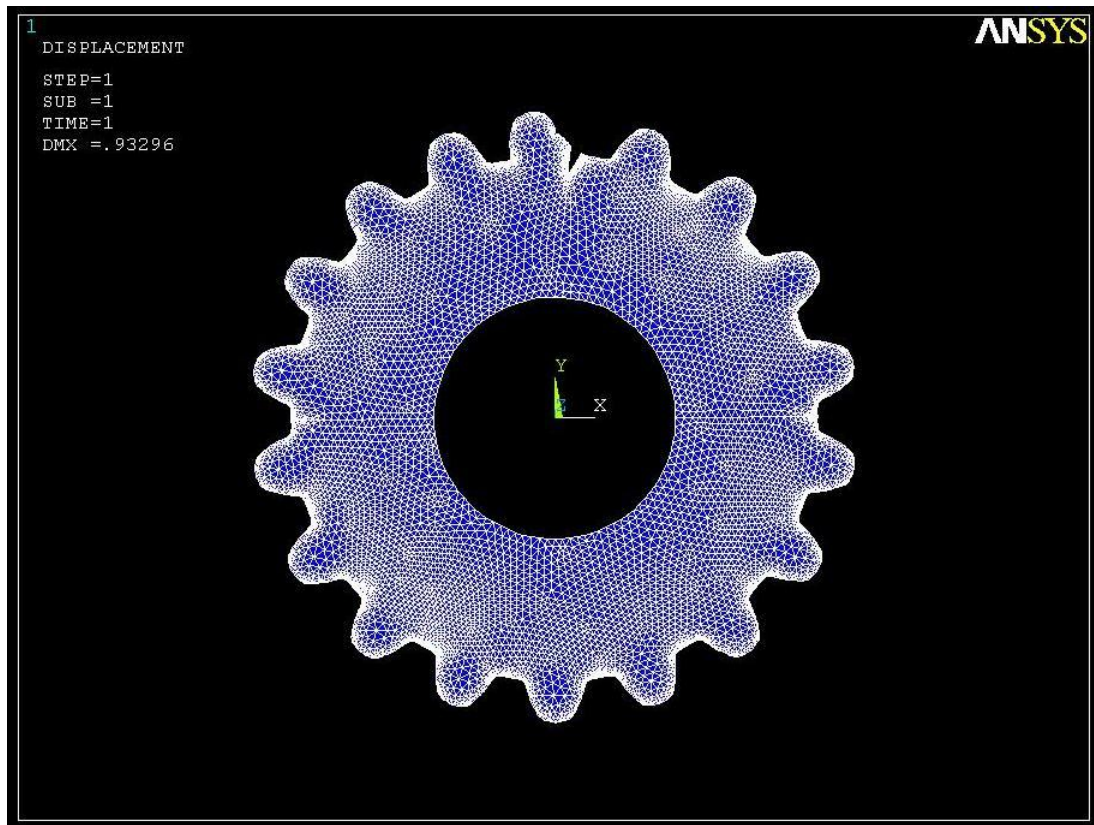 1
ANSYS
DISPLACEMENT
STEP=1
SUB =1
TIME=1
DMX =.93296
Y
Z X